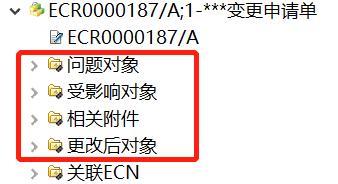 ECR0000187/A;1-***变更申请单
ECR0000187/A
问题对象
受影响对象
相关附件
更改后对象
关联ECN